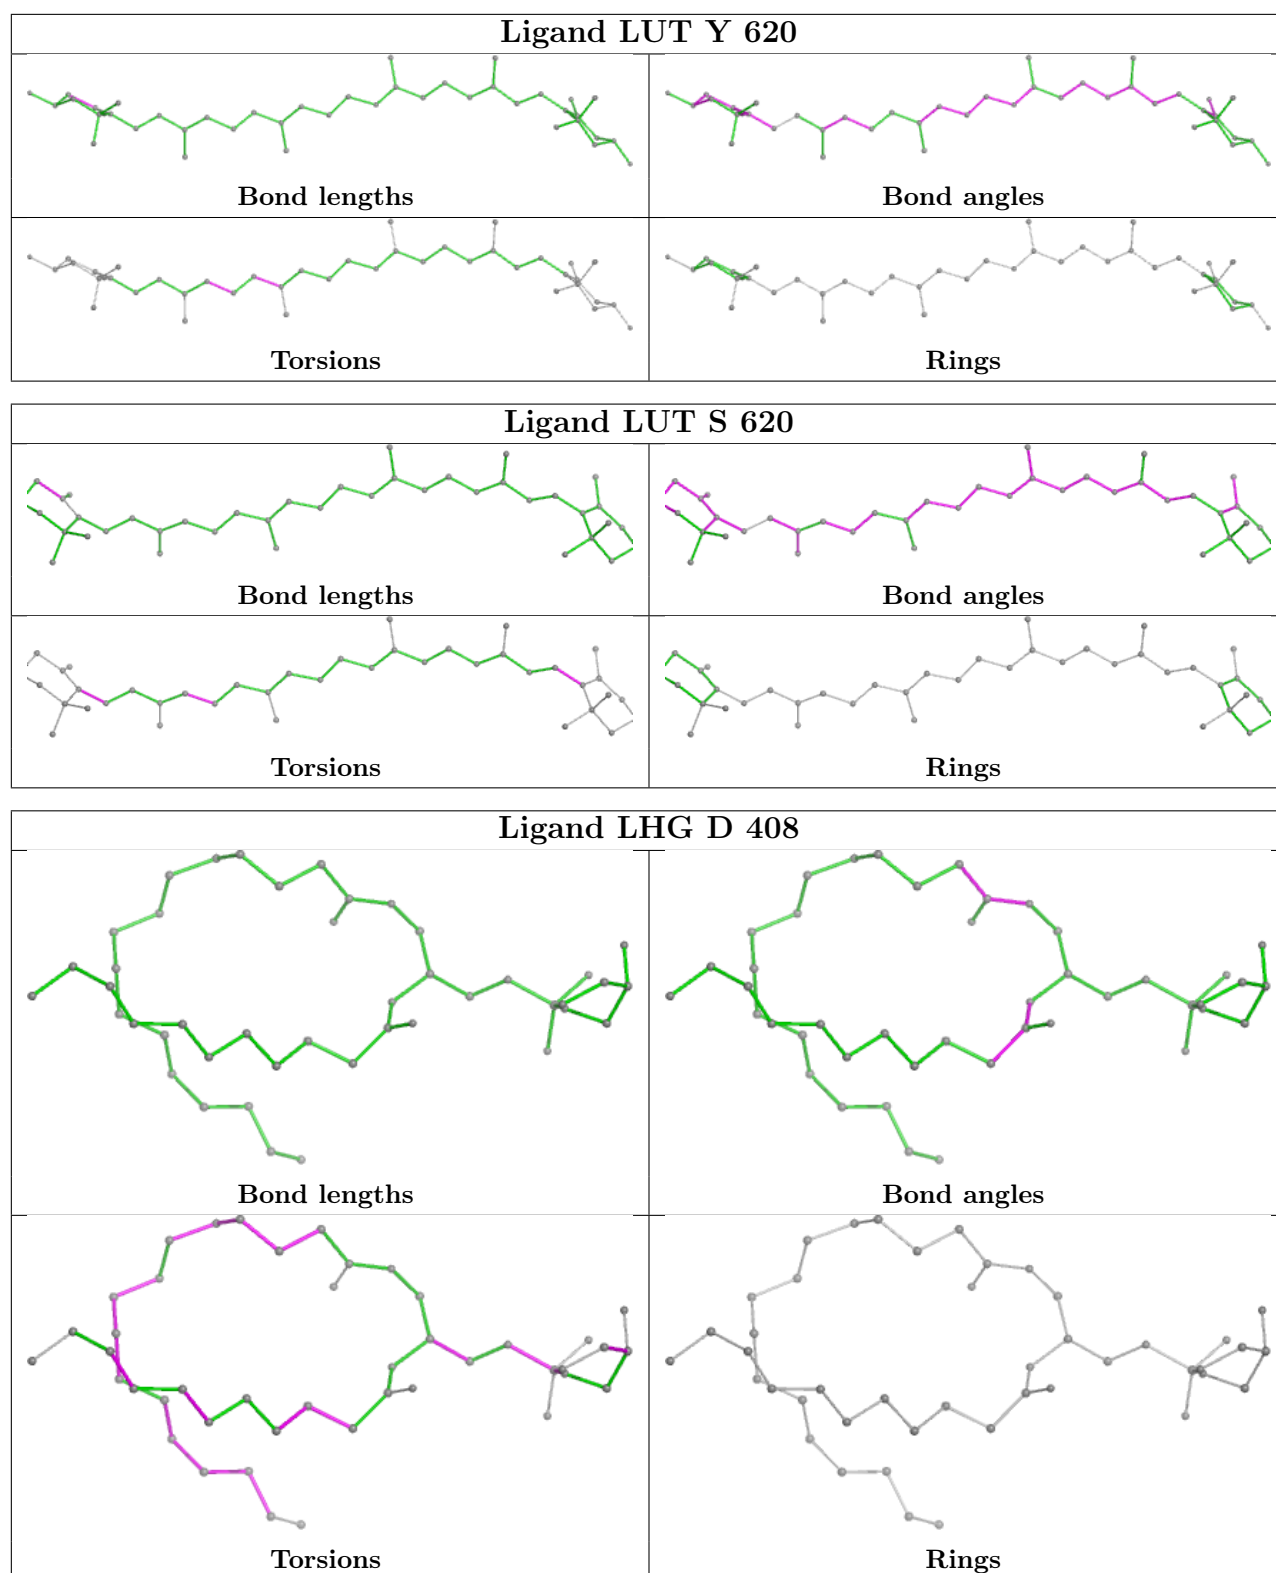 Ligand LUT Y 620
Bond lengths
Bond angles
Torsions
Rings
Ligand LUT S 620
Bond lengths
Bond angles
Torsions
Rings
Ligand LHG D 408
Bond lengths
Bond angles
Torsions
Rings